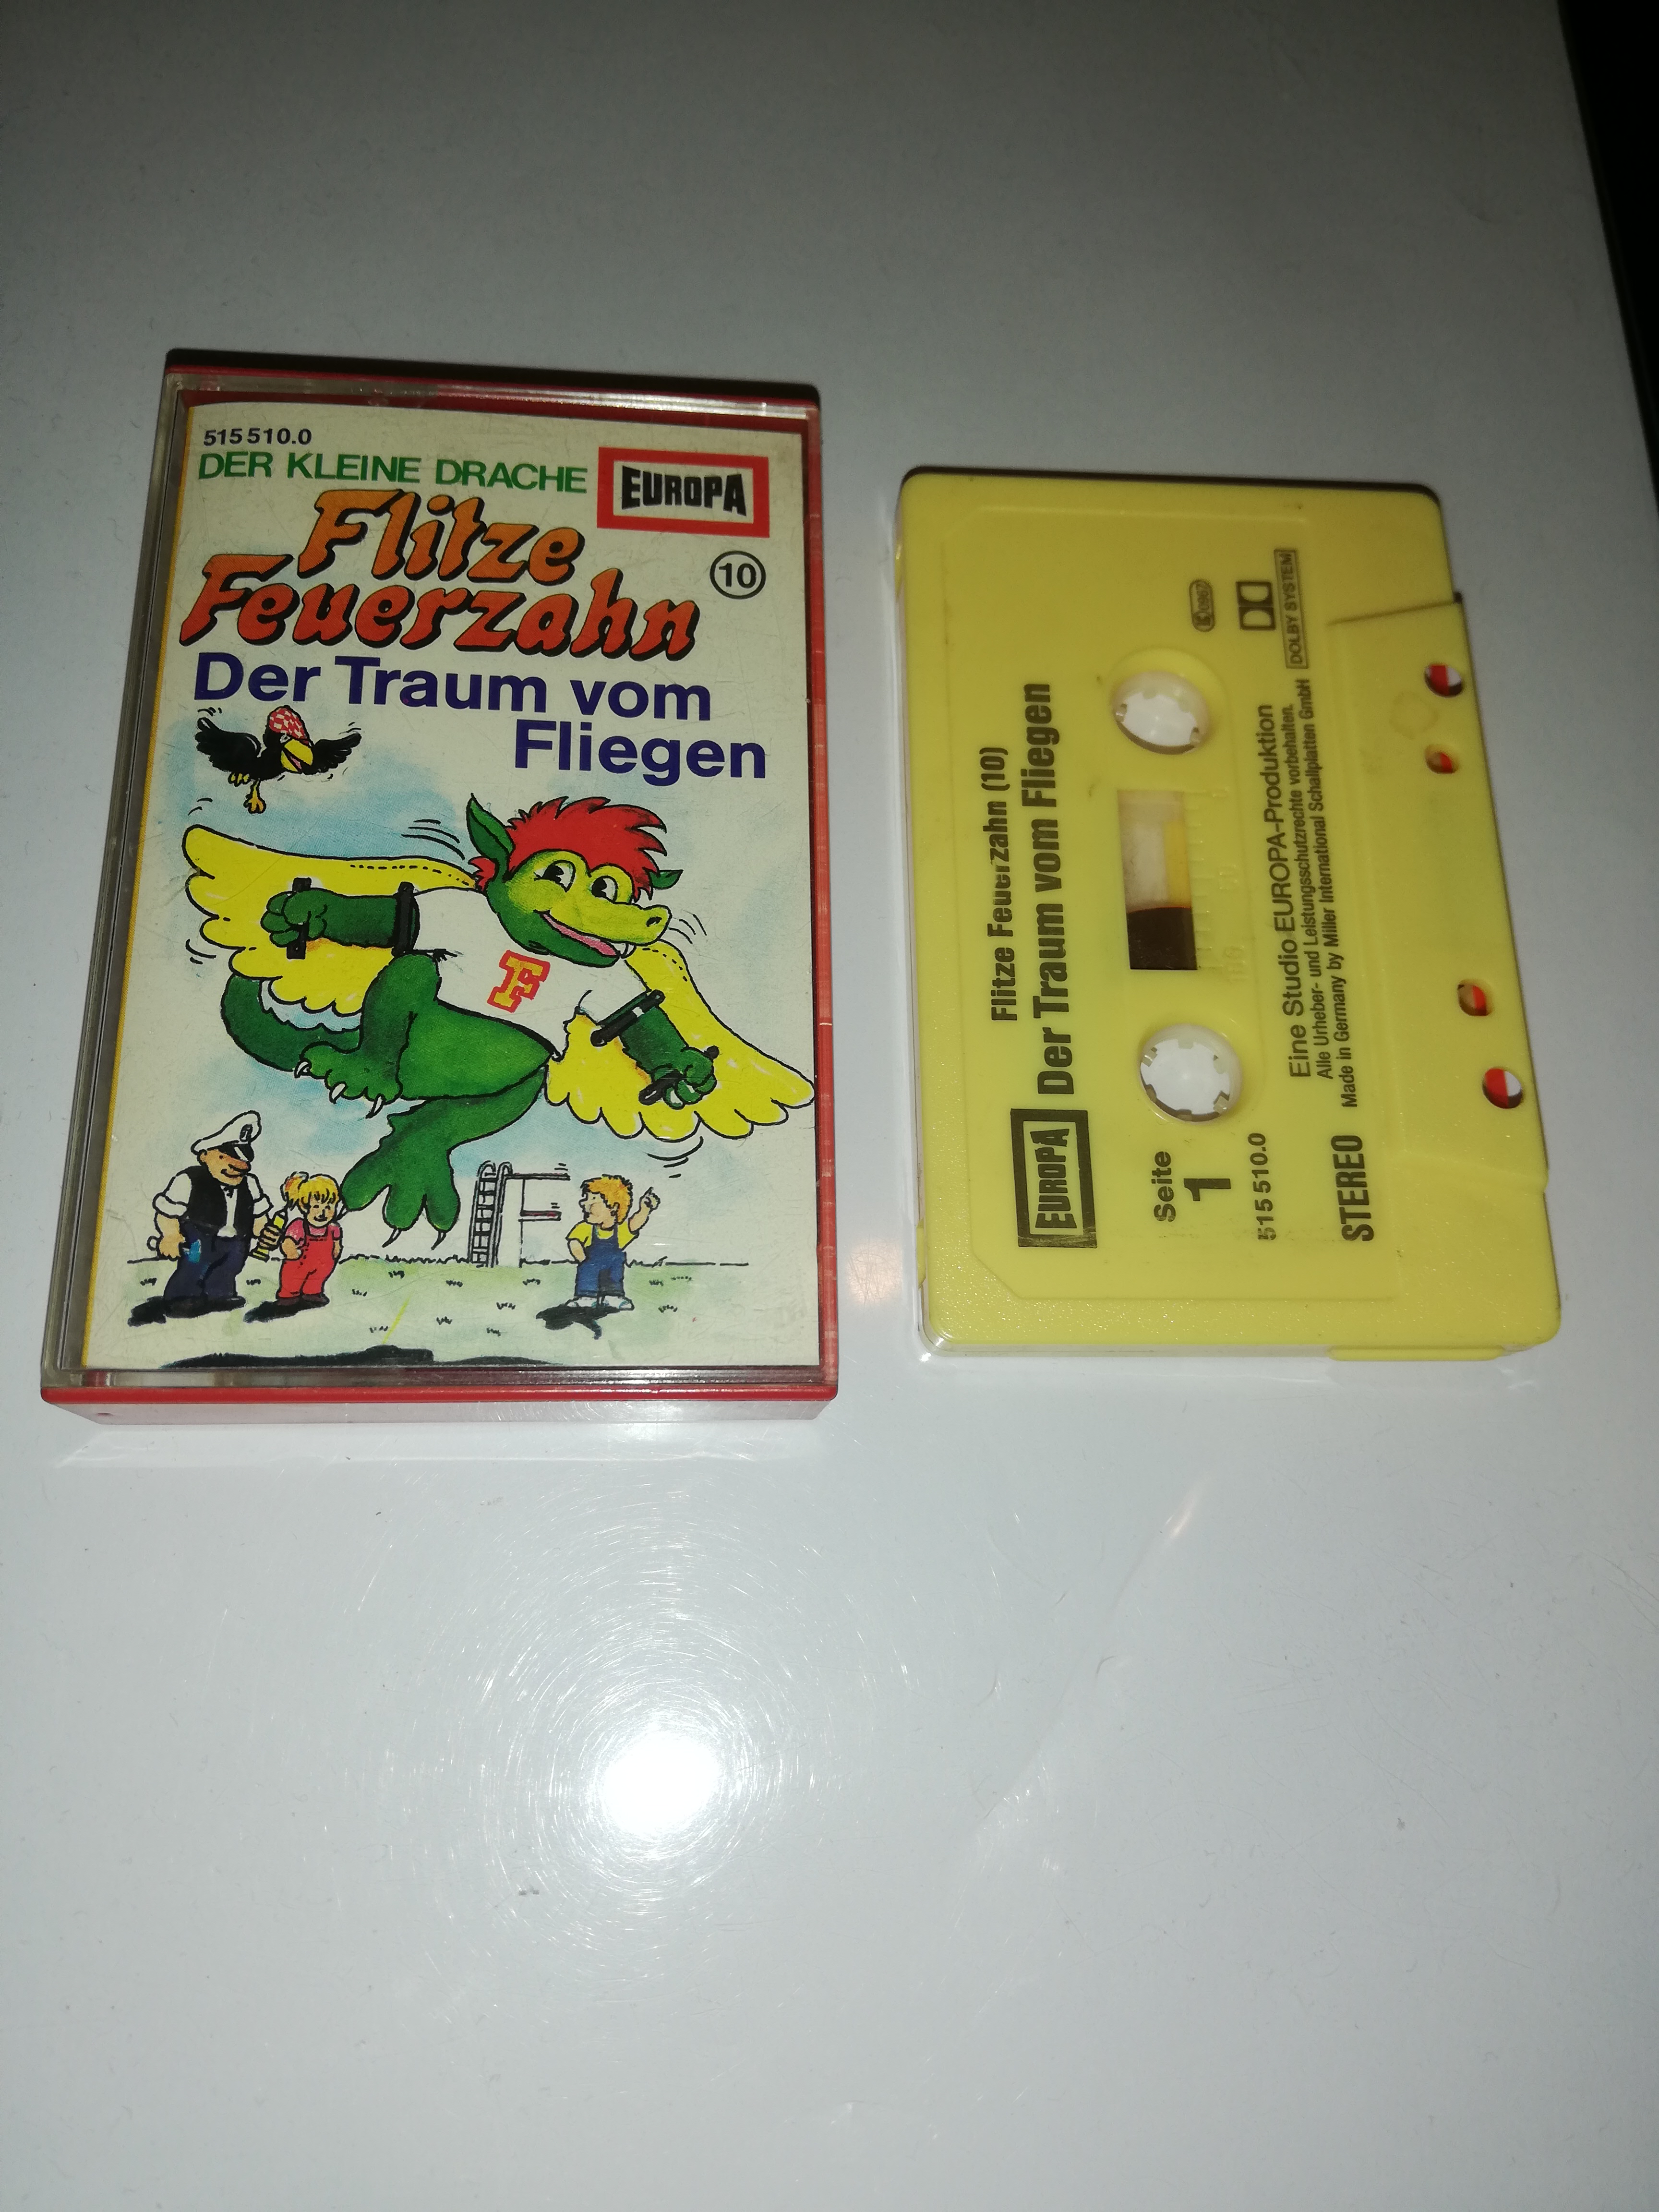 515 510.0
DER KLEINE DRACHE
EUROPA
Flitze
Feuerzahn
10
Der Traum vom
Fliegen
F
Flitze Feuerzahn (10)
EUROPA Der Traum vom Fliegen
Seite
1
515 510.0
DOLBY SYSTEM
Eine Studio-EUROPA-Produktion
Alle Urheber- und Leistungsschutzrechte vorbehalten.
STEREO Made in Germany by Miller International Schallplatten GmbH